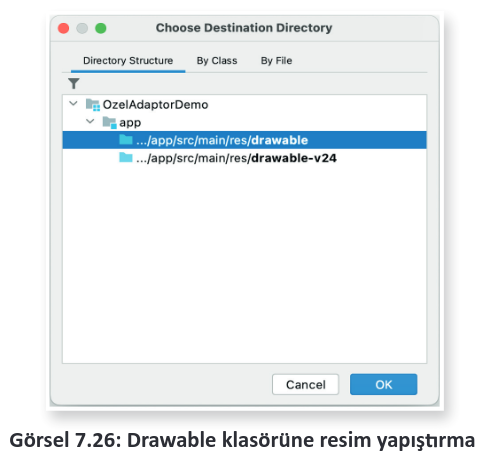 Choose Destination Directory
Directory Structure By Class By File
OzelAdaptorDemo
app
.../app/src/main/res/drawable
.../app/src/main/res/drawable-v24
Cancel OK
Görsel 7.26: Drawable klasörüne resim yapıştırma